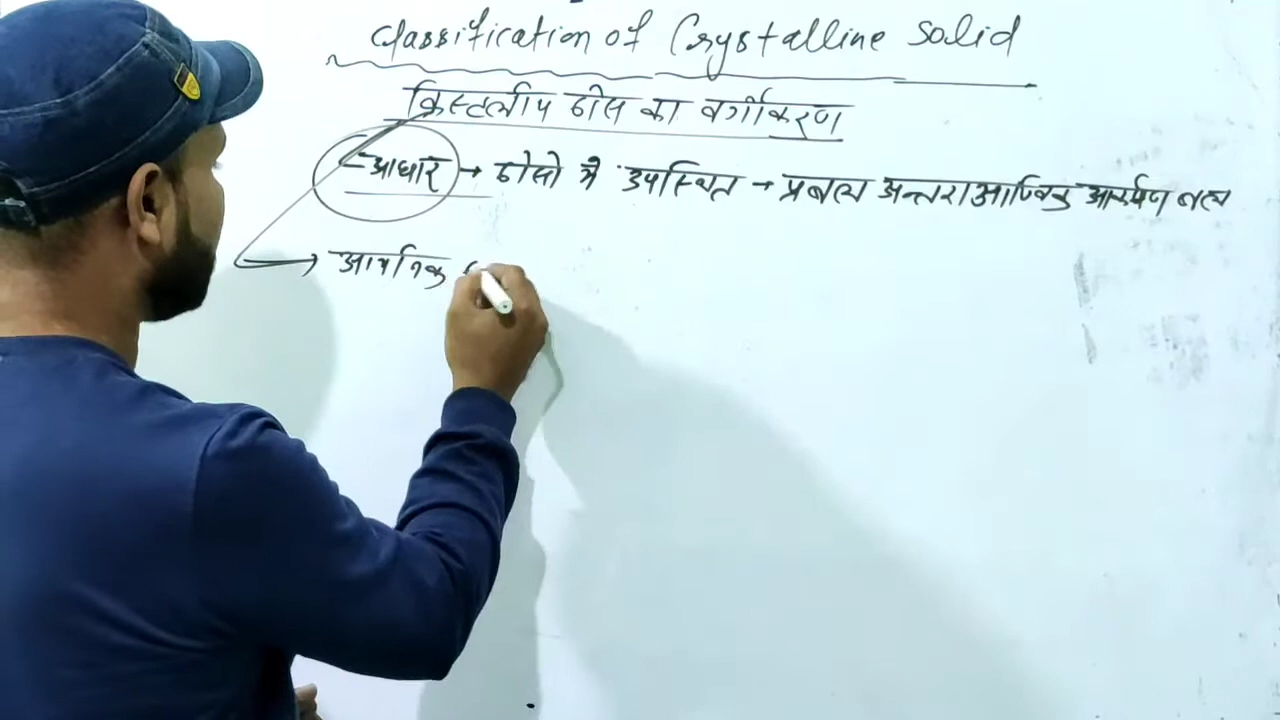 Classification of Crystalline Solid
क्रिस्टलीय ठोस का वर्गीकरण
आधार → ठोसो मे उपस्थित → प्रबल अन्तराआण्विक आकर्षण बल
→ आयनिक